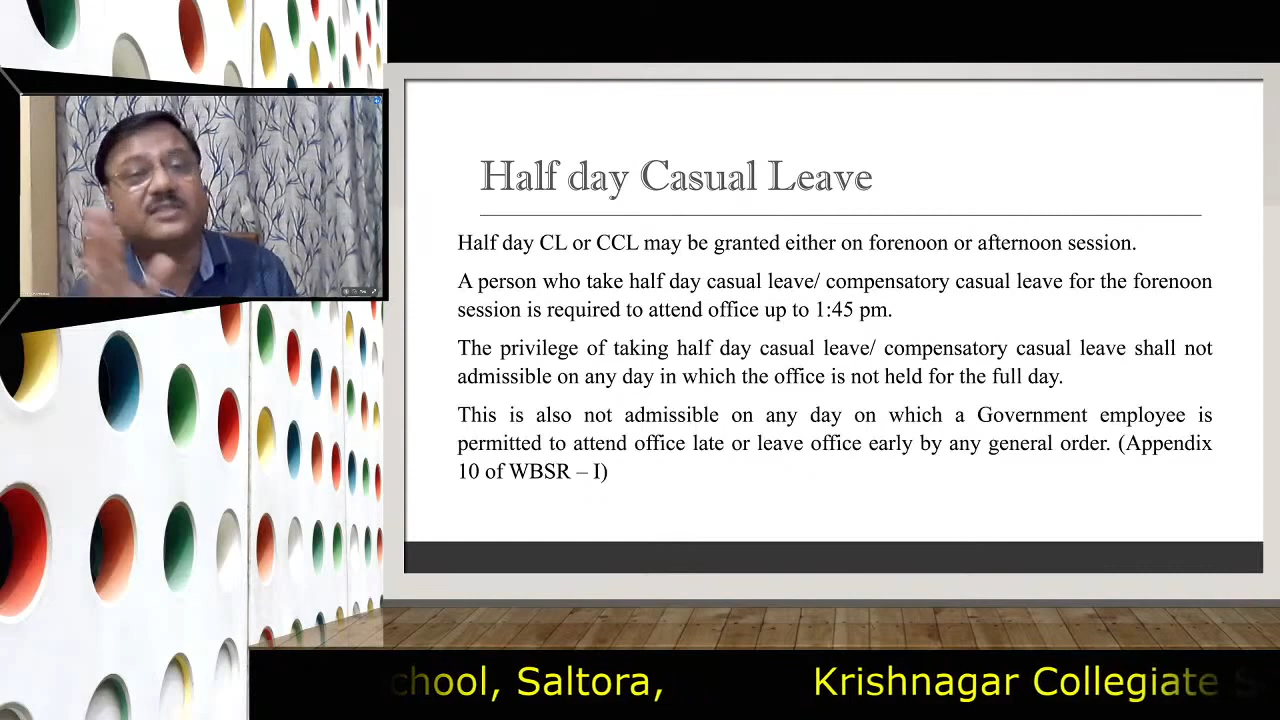 Half day Casual Leave
Half day CL or CCL may be granted either on forenoon or afternoon session.
A person who take half day casual leave/ compensatory casual leave for the forenoon
session is required to attend office up to 1:45 pm.
The privilege of taking half day casual leave/ compensatory casual leave shall not
admissible on any day in which the office is not held for the full day.
This is also not admissible on any day on which a Government employee is
permitted to attend office late or leave office early by any general order. (Appendix
10 of WBSR – I)
chool, Saltora, Krishnagar Collegiate S